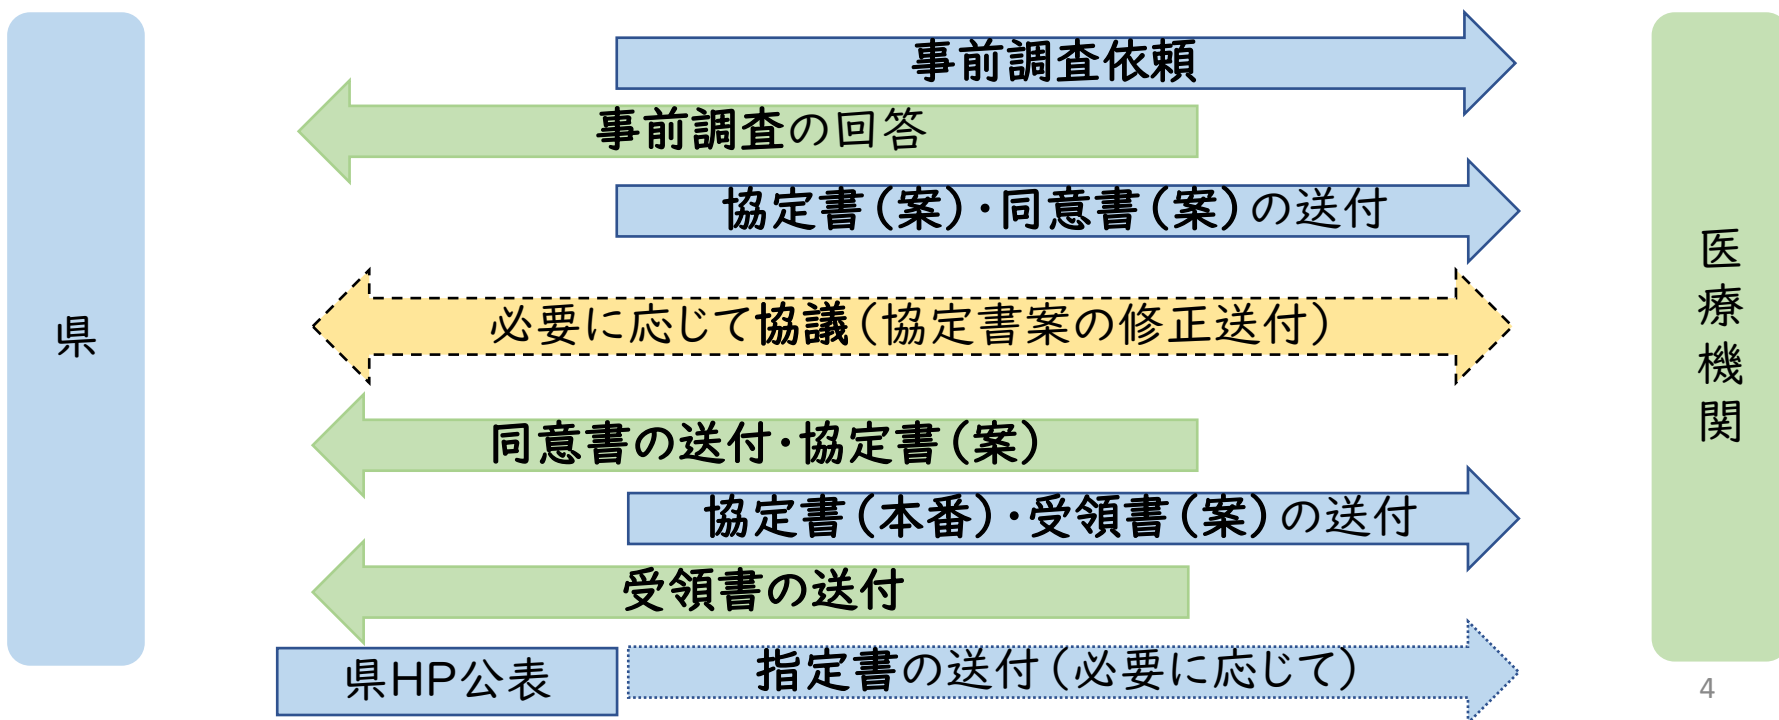 県
事前調査依頼
事前調査の回答
協定書(案)・同意書(案)の送付
必要に応じて協議(協定書案の修正送付)
同意書の送付・協定書(案)
協定書(本番)・受領書(案)の送付
受領書の送付
県HP公表
指定書の送付(必要に応じて)
医療機関
4